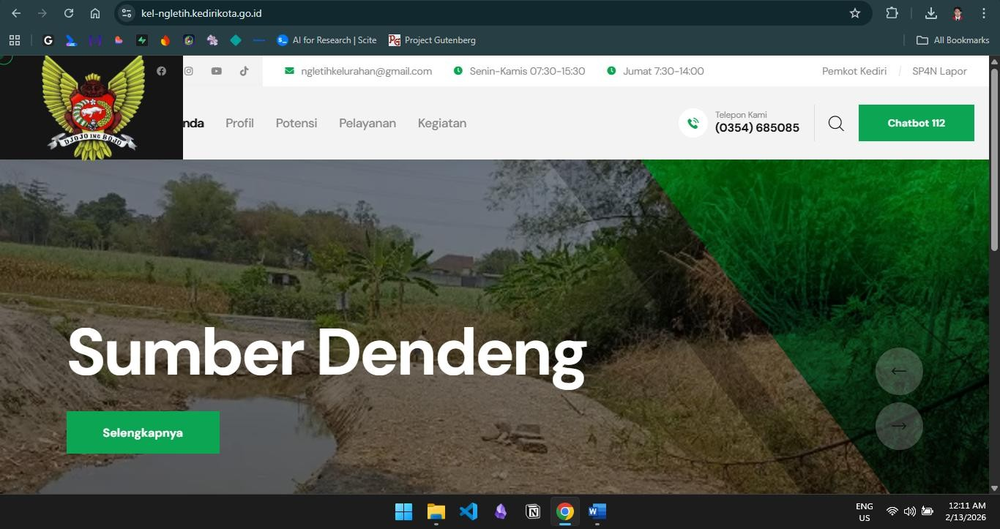 kel-ngletih.kedirikota.go.id
AI for Research | Scite
Project Gutenberg
All Bookmarks
ngletihkelurahan@gmail.com
Senin-Kamis 07:30-15:30
Jumat 7:30-14:00
Pemkot Kediri
SP4N Lapor
DJOJO ING BOJO
nda
Profil
Potensi
Pelayanan
Kegiatan
Telepon Kami
(0354) 685085
Chatbot 112
Sumber Dendeng
Selengkapnya
ENG
US
12:11 AM
2/13/2026